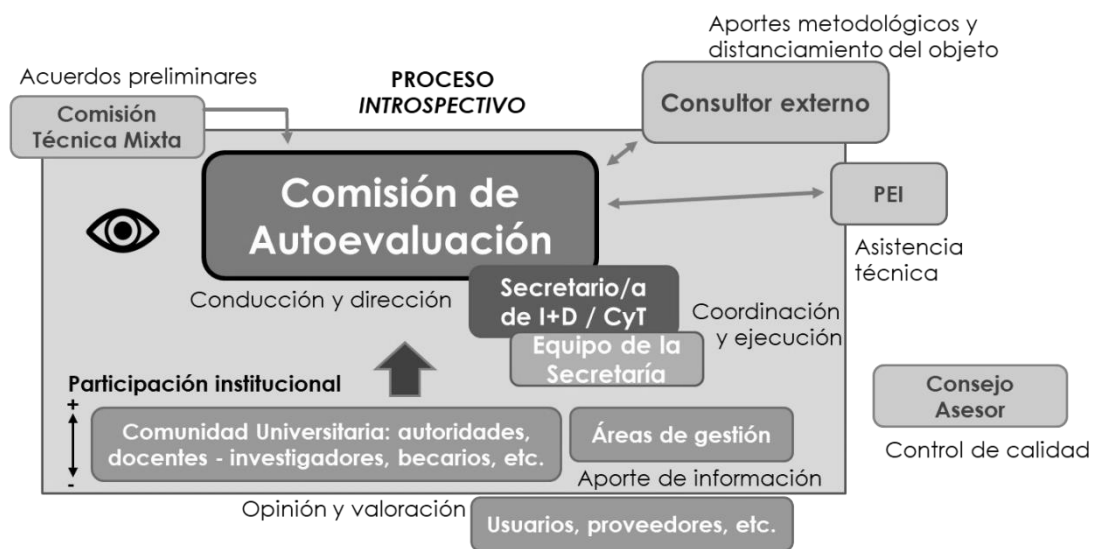 Aportes metodológicos y
distanciamiento del objeto
Acuerdos preliminares
PROCESO
INTROSPECTIVO
Consultor externo
Comisión
Técnica Mixta
Comisión de
Autoevaluación
PEI
Asistencia
técnica
Conducción y dirección
Secretario/a
de I+D / CyT
Coordinación
y ejecución
Equipo de la
Secretaría
Participación institucional
+
-
Comunidad Universitaria: autoridades,
docentes - investigadores, becarios, etc.
Áreas de gestión
Consejo
Asesor
Control de calidad
Aporte de información
Opinión y valoración
Usuarios, proveedores, etc.